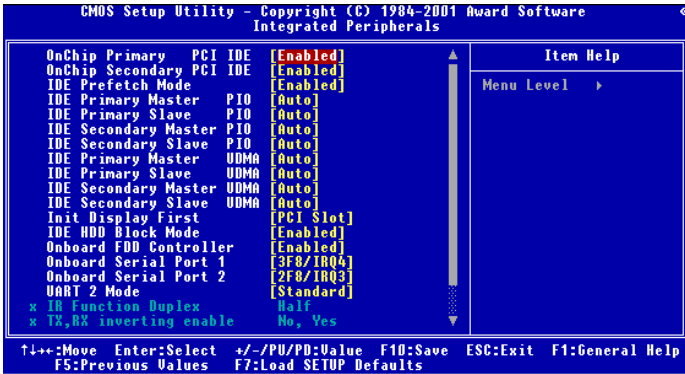 CMOS Setup Utility - Copyright (C) 1984-2001 Award Software
Integrated Peripherals
OnChip Primary PCI IDE [Enabled]
OnChip Secondary PCI IDE [Enabled]
IDE Prefetch Mode [Enabled]
IDE Primary Master PIO [Auto]
IDE Primary Slave PIO [Auto]
IDE Secondary Master PIO [Auto]
IDE Secondary Slave PIO [Auto]
IDE Primary Master UDMA [Auto]
IDE Primary Slave UDMA [Auto]
IDE Secondary Master UDMA [Auto]
IDE Secondary Slave UDMA [Auto]
Init Display First [PCI Slot]
IDE HDD Block Mode [Enabled]
Onboard FDD Controller [Enabled]
Onboard Serial Port 1 [3F8/IRQ4]
Onboard Serial Port 2 [2F8/IRQ3]
UART 2 Mode [Standard]
x IR Function Duplex Half
x TX,RX inverting enable No, Yes
Item Help
Menu Level ▸
↑↓→←:Move Enter:Select +/-/PU/PD:Value F10:Save ESC:Exit F1:General Help
F5:Previous Values F7:Load SETUP Defaults